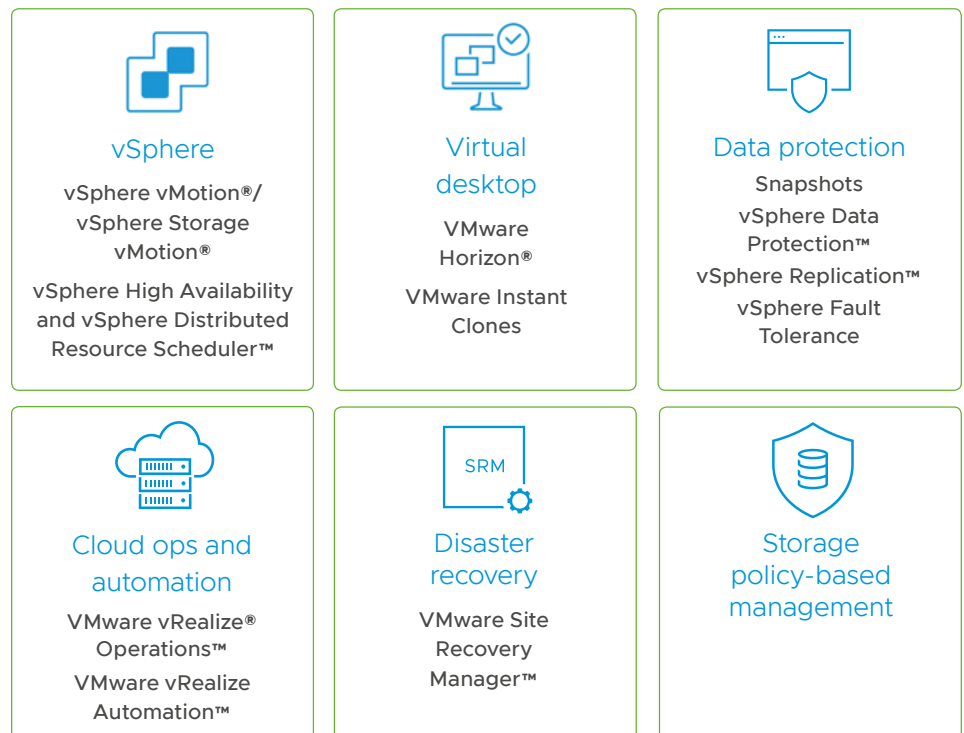 vSphere
vSphere vMotion®/
vSphere Storage
vMotion®
vSphere High Availability
and vSphere Distributed
Resource Scheduler™
Virtual
desktop
VMware
Horizon®
VMware Instant
Clones
Data protection
Snapshots
vSphere Data
Protection™
vSphere Replication™
vSphere Fault
Tolerance
Cloud ops and
automation
VMware vRealize®
Operations™
VMware vRealize
Automation™
SRM
Disaster
recovery
VMware Site
Recovery
Manager™
Storage
policy-based
management